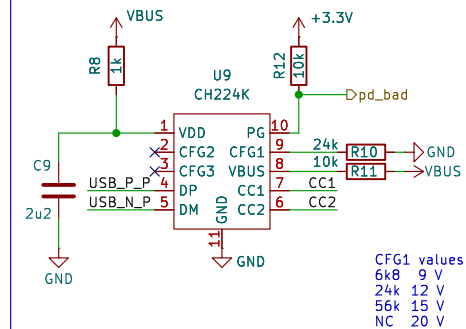 VBUS
+3.3V
R8
1k
R12
10k
U9
CH224K
pd_bad
1 VDD
PG 10
2 CFG2
CFG1 9
24k
R10
GND
3 CFG3
VBUS 8
10k
R11
VBUS
C9
2u2
USB_P_P
4 DP
CC1 7
CC1
USB_N_P
5 DM
CC2 6
CC2
GND
11
GND
GND
CFG1 values
6k8 9 V
24k 12 V
56k 15 V
NC 20 V